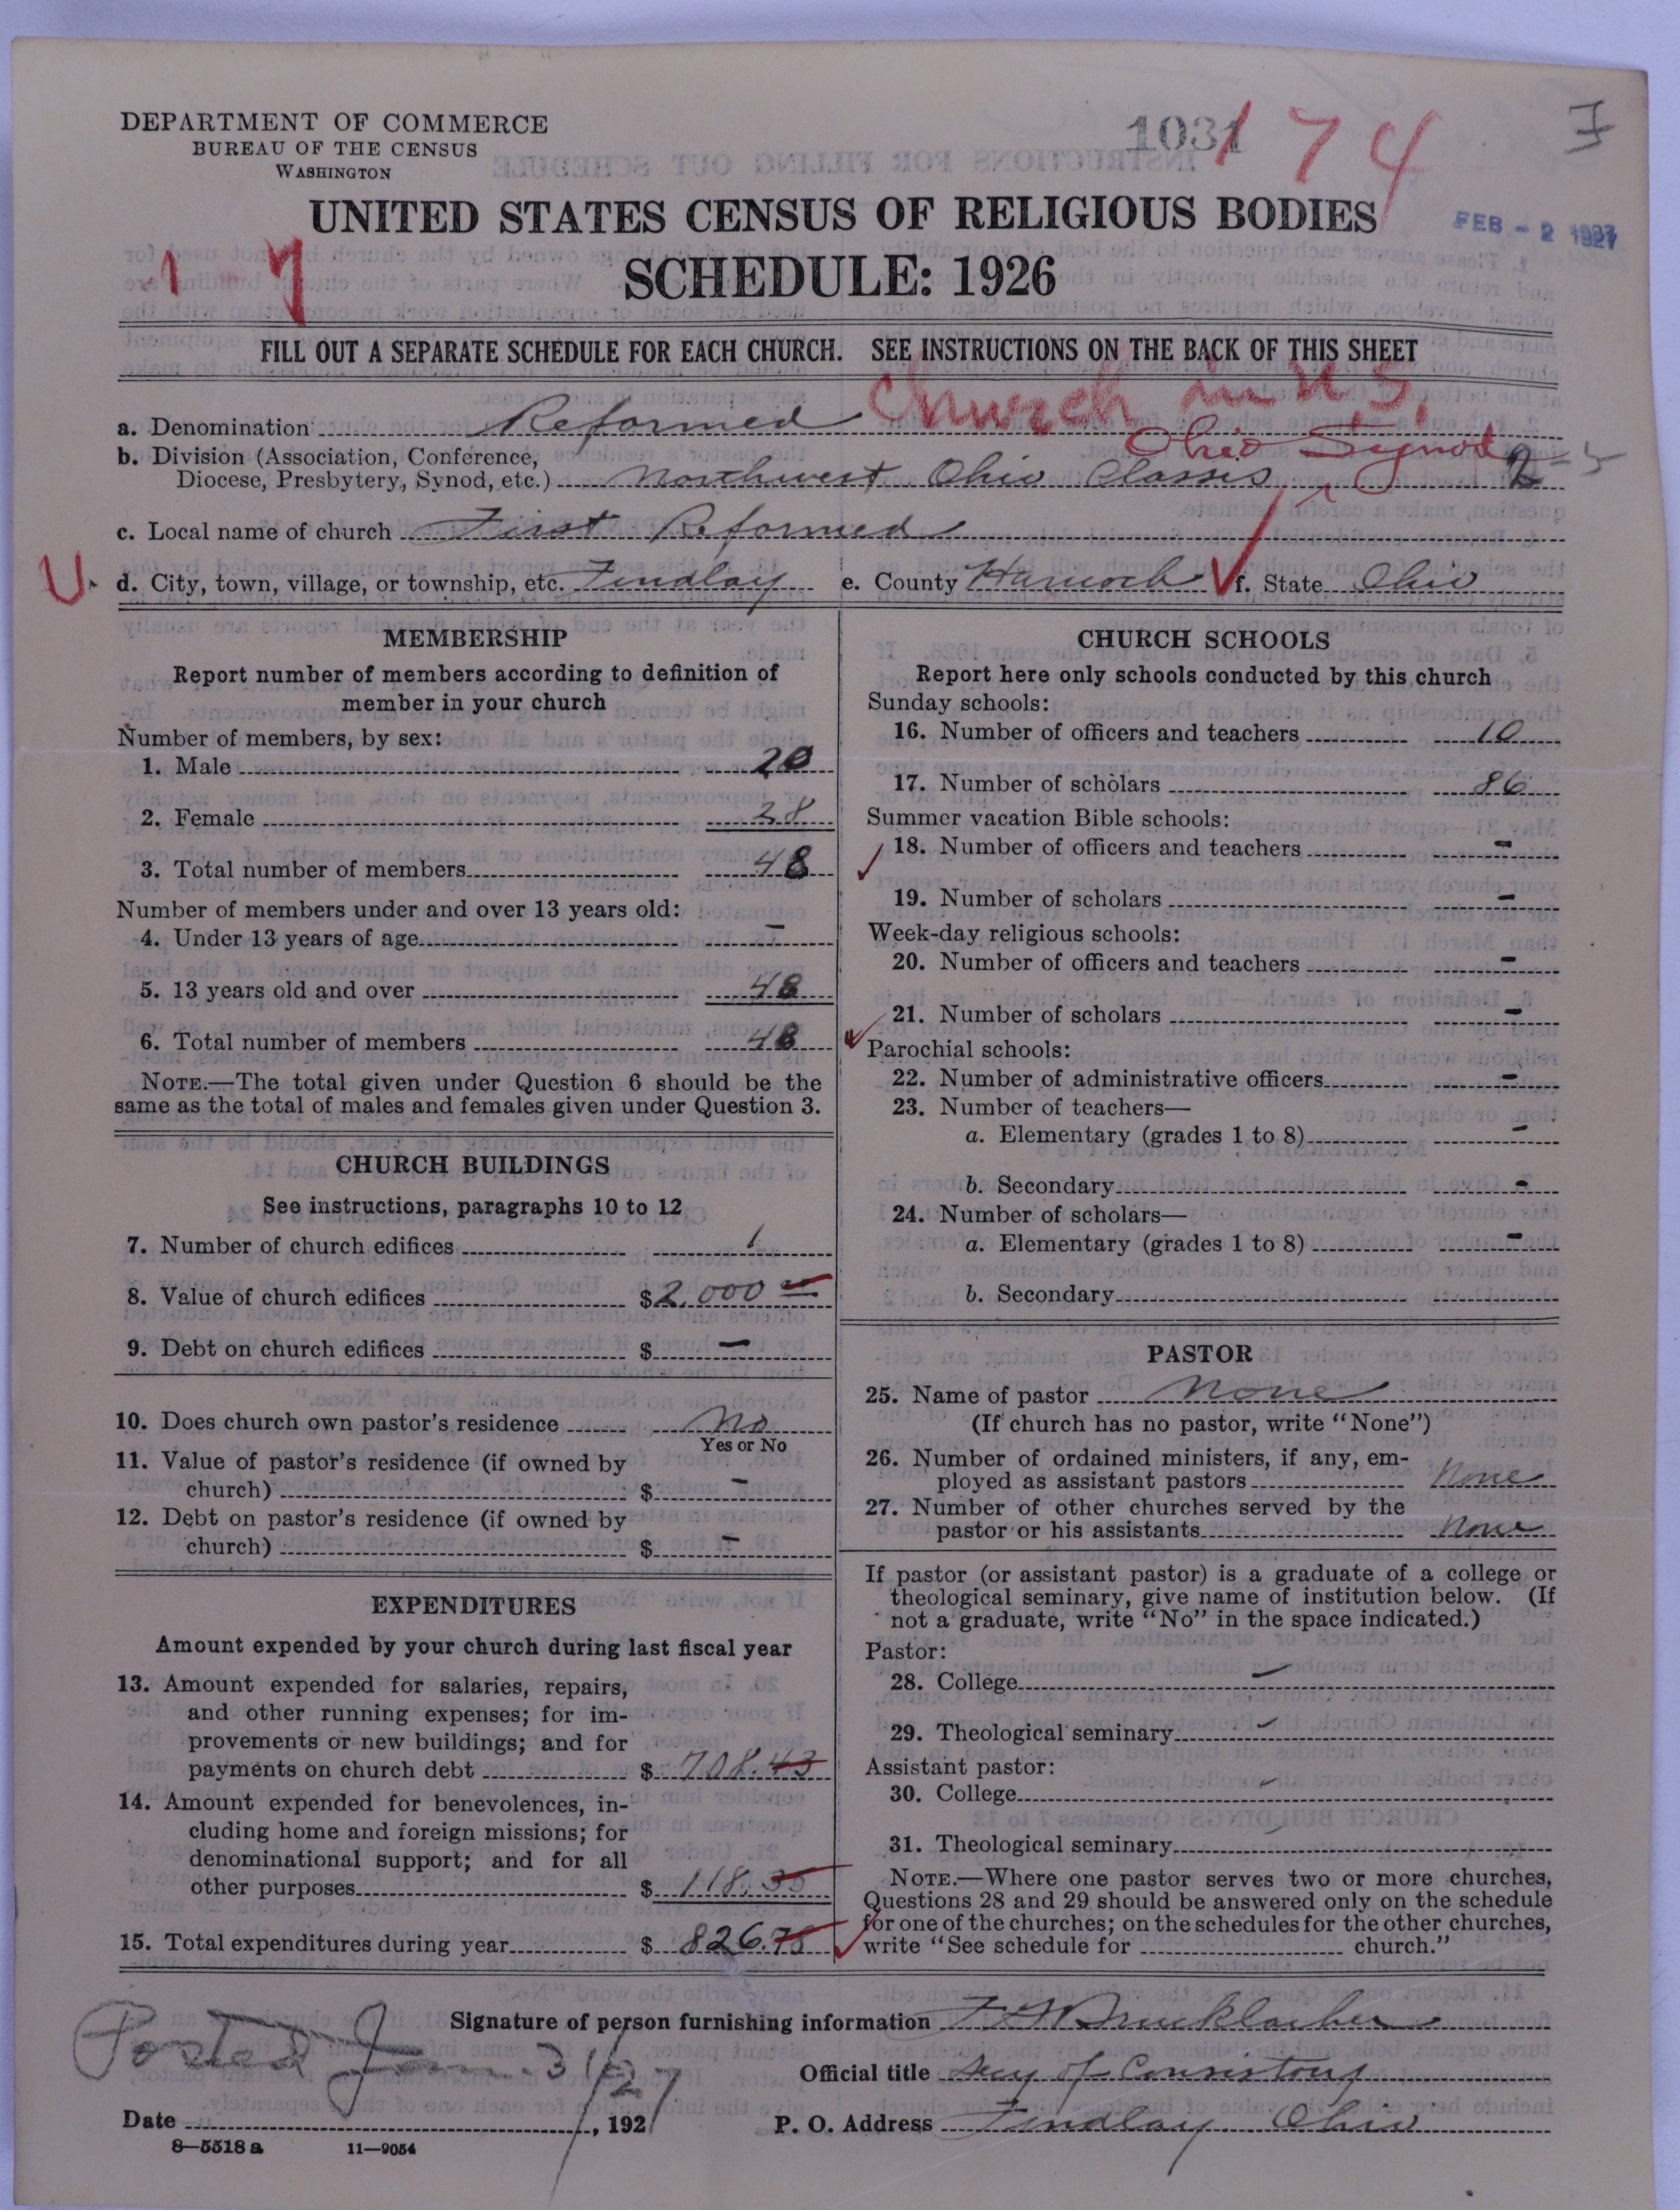 DEPARTMENT OF COMMERCE
BUREAU OF THE CENSUS
WASHINGTON
1031
174
FEB - 2 1927
UNITED STATES CENSUS OF RELIGIOUS BODIES
SCHEDULE: 1926
1 7
FILL OUT A SEPARATE SCHEDULE FOR EACH CHURCH. SEE INSTRUCTIONS ON THE BACK OF THIS SHEET
a. Denomination Reformed Church in U.S.
Ohio Synod
b. Division (Association, Conference,
Diocese, Presbytery, Synod, etc.) Northwest Ohio Classis
c. Local name of church First Reformed
U. d. City, town, village, or township, etc. Findlay e. County Hancock f. State Ohio
MEMBERSHIP
Report number of members according to definition of
member in your church
Number of members, by sex:
1. Male 20
2. Female 28
3. Total number of members 48
Number of members under and over 13 years old:
4. Under 13 years of age –
5. 13 years old and over 48
6. Total number of members 48
NOTE.—The total given under Question 6 should be the
same as the total of males and females given under Question 3.
CHURCH BUILDINGS
See instructions, paragraphs 10 to 12
7. Number of church edifices 1
8. Value of church edifices $2,000
9. Debt on church edifices $ –
10. Does church own pastor's residence No
Yes or No
11. Value of pastor's residence (if owned by
church) $ –
12. Debt on pastor's residence (if owned by
church) $ –
EXPENDITURES
Amount expended by your church during last fiscal year
13. Amount expended for salaries, repairs,
and other running expenses; for im-
provements or new buildings; and for
payments on church debt $ 708.43
14. Amount expended for benevolences, in-
cluding home and foreign missions; for
denominational support; and for all
other purposes $ 118.35
15. Total expenditures during year $ 826.78
CHURCH SCHOOLS
Report here only schools conducted by this church
Sunday schools:
16. Number of officers and teachers 10
17. Number of scholars 86
Summer vacation Bible schools:
18. Number of officers and teachers –
19. Number of scholars –
Week-day religious schools:
20. Number of officers and teachers –
21. Number of scholars –
Parochial schools:
22. Number of administrative officers –
23. Number of teachers—
a. Elementary (grades 1 to 8) –
b. Secondary –
24. Number of scholars—
a. Elementary (grades 1 to 8) –
b. Secondary
PASTOR
25. Name of pastor None
(If church has no pastor, write "None")
26. Number of ordained ministers, if any, em-
ployed as assistant pastors None
27. Number of other churches served by the
pastor or his assistants None
If pastor (or assistant pastor) is a graduate of a college or
theological seminary, give name of institution below. (If
not a graduate, write "No" in the space indicated.)
Pastor:
28. College
29. Theological seminary
Assistant pastor:
30. College
31. Theological seminary
NOTE.—Where one pastor serves two or more churches,
Questions 28 and 29 should be answered only on the schedule
for one of the churches; on the schedules for the other churches,
write "See schedule for church."
Signature of person furnishing information
Posted Jan. 31/27
Official title Secy of Consistory
Date , 192
P. O. Address Findlay Ohio
8—5518 a 11—9054